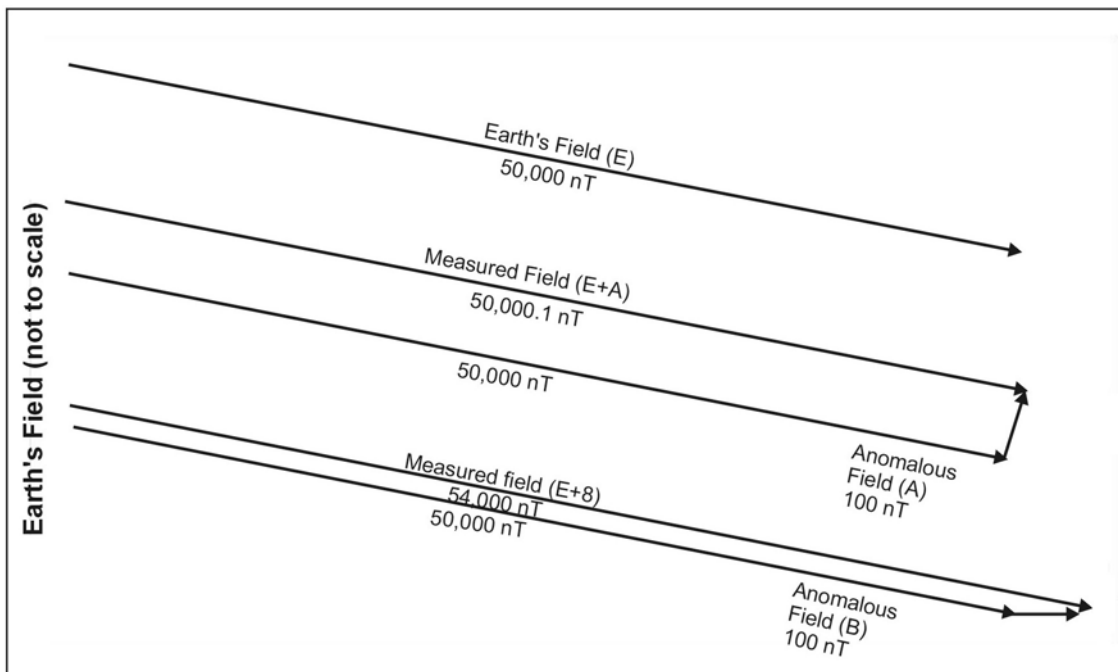 Earth's Field (not to scale)
Earth's Field (E)
50,000 nT
Measured Field (E+A)
50,000.1 nT
50,000 nT
Anomalous
Field (A)
100 nT
Measured field (E+8)
54,000 nT
50,000 nT
Anomalous
Field (B)
100 nT